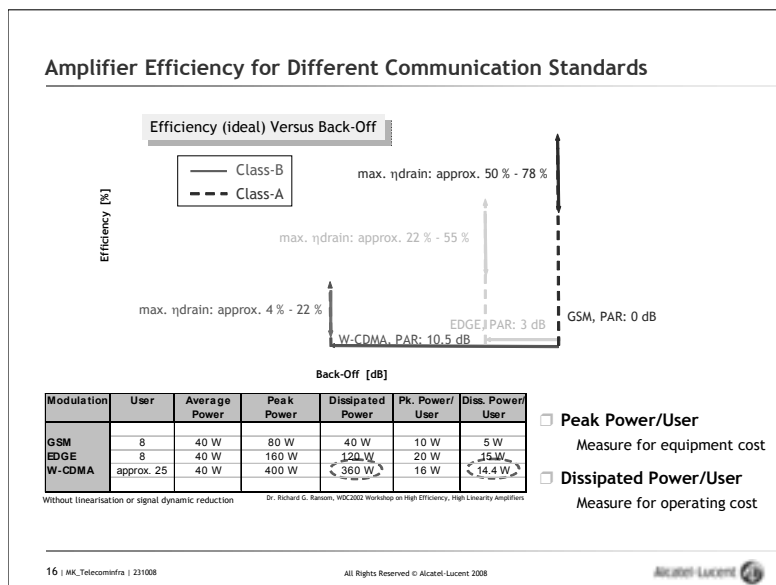 Amplifier Efficiency for Different Communication Standards
Efficiency (ideal) Versus Back-Off
Class-B
Class-A
Efficiency [%]
max. ηdrain: approx. 50 % - 78 %
max. ηdrain: approx. 22 % - 55 %
max. ηdrain: approx. 4 % - 22 %
GSM, PAR: 0 dB
EDGE, PAR: 3 dB
W-CDMA, PAR: 10.5 dB
Back-Off [dB]
Modulation User Average Power Peak Power Dissipated Power Pk. Power/ User Diss. Power/ User
GSM 8 40 W 80 W 40 W 10 W 5 W
EDGE 8 40 W 160 W 120 W 20 W 15 W
W-CDMA approx. 25 40 W 400 W 360 W 16 W 14.4 W
Without linearisation or signal dynamic reduction
Dr. Richard G. Ransom, WDC2002 Workshop on High Efficiency, High Linearity Amplifiers
Peak Power/User
Measure for equipment cost
Dissipated Power/User
Measure for operating cost
16 | MK_Telecominfra | 231008
All Rights Reserved © Alcatel-Lucent 2008
Alcatel-Lucent